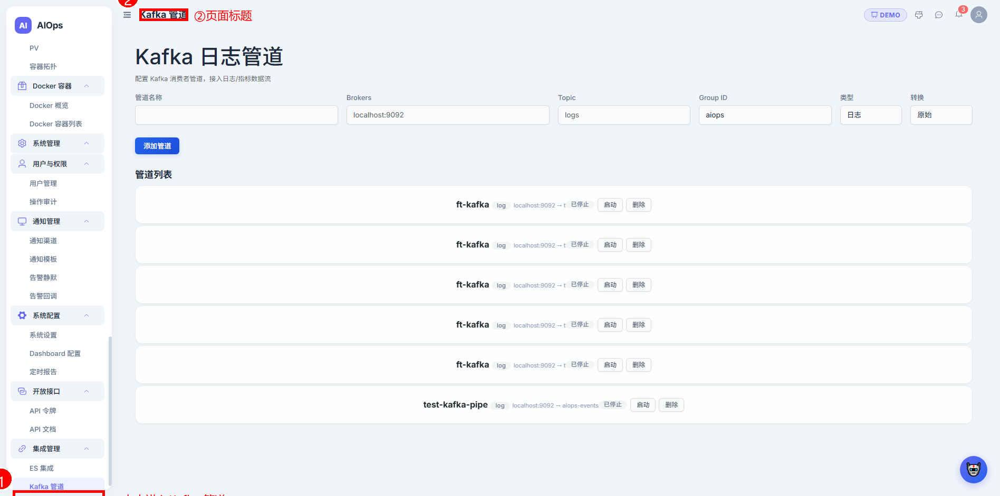 2
Kafka 管道
②页面标题
DEMO
3
AI
AIOps
PV
容器拓扑
Docker 容器
Docker 概览
Docker 容器列表
系统管理
用户与权限
用户管理
操作审计
通知管理
通知渠道
通知模板
告警静默
告警回调
系统配置
系统设置
Dashboard 配置
定时报告
开放接口
API 令牌
API 文档
集成管理
ES 集成
Kafka 管道
1
Kafka 日志管道
配置 Kafka 消费者管道，接入日志/指标数据流
管道名称
Brokers
Topic
Group ID
类型
转换
localhost:9092
logs
aiops
日志
原始
添加管道
管道列表
ft-kafka log localhost:9092 → t 已停止 启动 删除
ft-kafka log localhost:9092 → t 已停止 启动 删除
ft-kafka log localhost:9092 → t 已停止 启动 删除
ft-kafka log localhost:9092 → t 已停止 启动 删除
ft-kafka log localhost:9092 → t 已停止 启动 删除
test-kafka-pipe log localhost:9092 → aiops-events 已停止 启动 删除